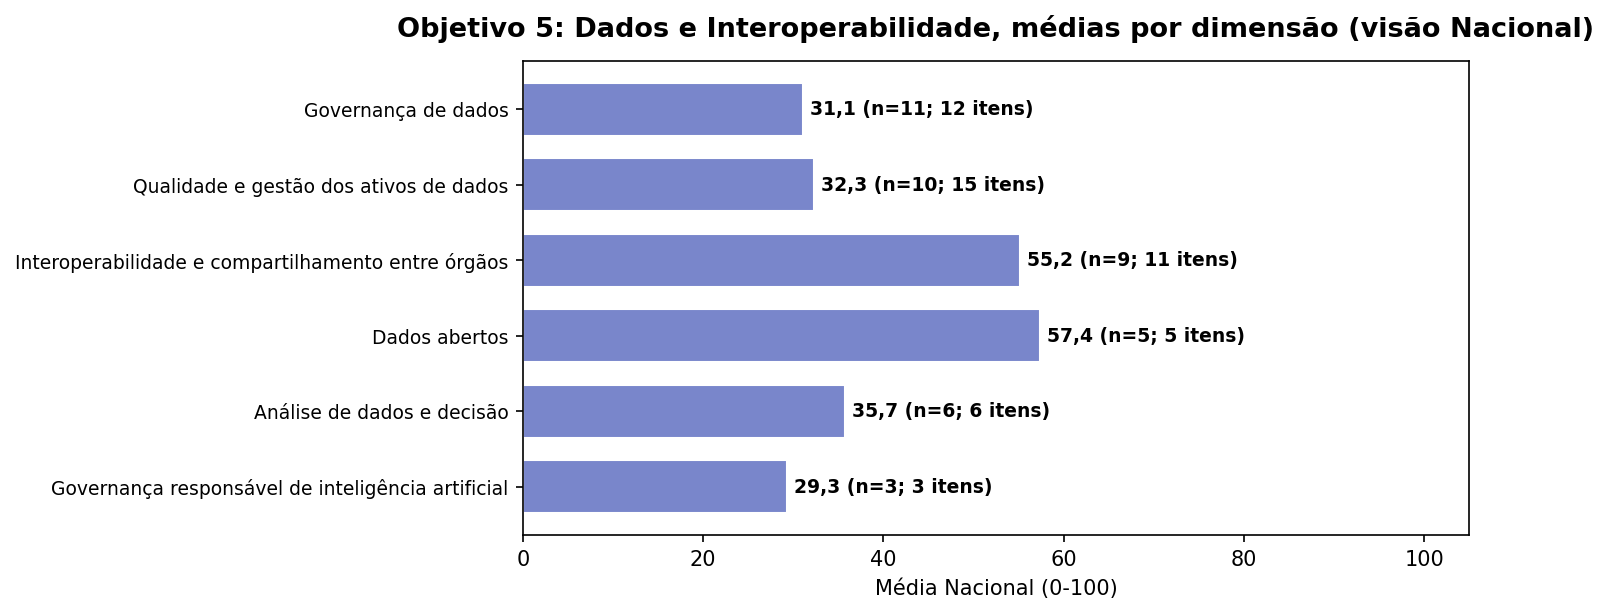 Objetivo 5: Dados e Interoperabilidade, médias por dimensão (visão Nacional)
Governança de dados 31,1 (n=11; 12 itens)
Qualidade e gestão dos ativos de dados 32,3 (n=10; 15 itens)
Interoperabilidade e compartilhamento entre órgãos 55,2 (n=9; 11 itens)
Dados abertos 57,4 (n=5; 5 itens)
Análise de dados e decisão 35,7 (n=6; 6 itens)
Governança responsável de inteligência artificial 29,3 (n=3; 3 itens)
0 20 40 60 80 100
Média Nacional (0-100)